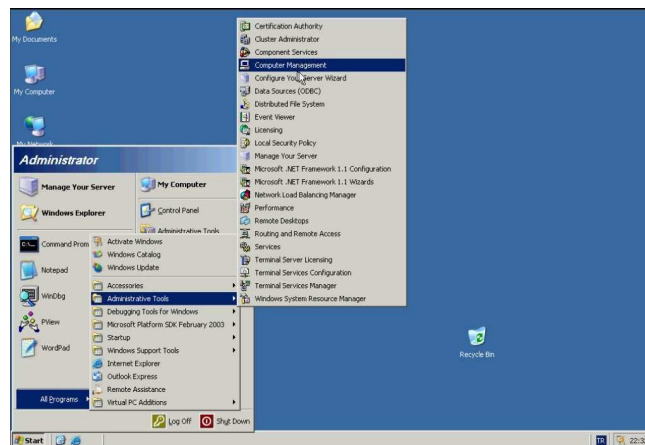 My Documents
My Computer
My Network
Recycle Bin
Administrator
Manage Your Server
Windows Explorer
Command Prom
Notepad
WinDbg
PView
WordPad
All Programs
My Computer
Control Panel
Administrative Tools
Activate Windows
Windows Catalog
Windows Update
Accessories
Administrative Tools
Debugging Tools for Windows
Microsoft Platform SDK February 2003
Startup
Windows Support Tools
Internet Explorer
Outlook Express
Remote Assistance
Virtual PC Additions
Certification Authority
Cluster Administrator
Component Services
Computer Management
Configure Your Server Wizard
Data Sources (ODBC)
Distributed File System
Event Viewer
Licensing
Local Security Policy
Manage Your Server
Microsoft .NET Framework 1.1 Configuration
Microsoft .NET Framework 1.1 Wizards
Network Load Balancing Manager
Performance
Remote Desktops
Routing and Remote Access
Services
Terminal Server Licensing
Terminal Services Configuration
Terminal Services Manager
Windows System Resource Manager
Log Off
Shut Down
Start
TR